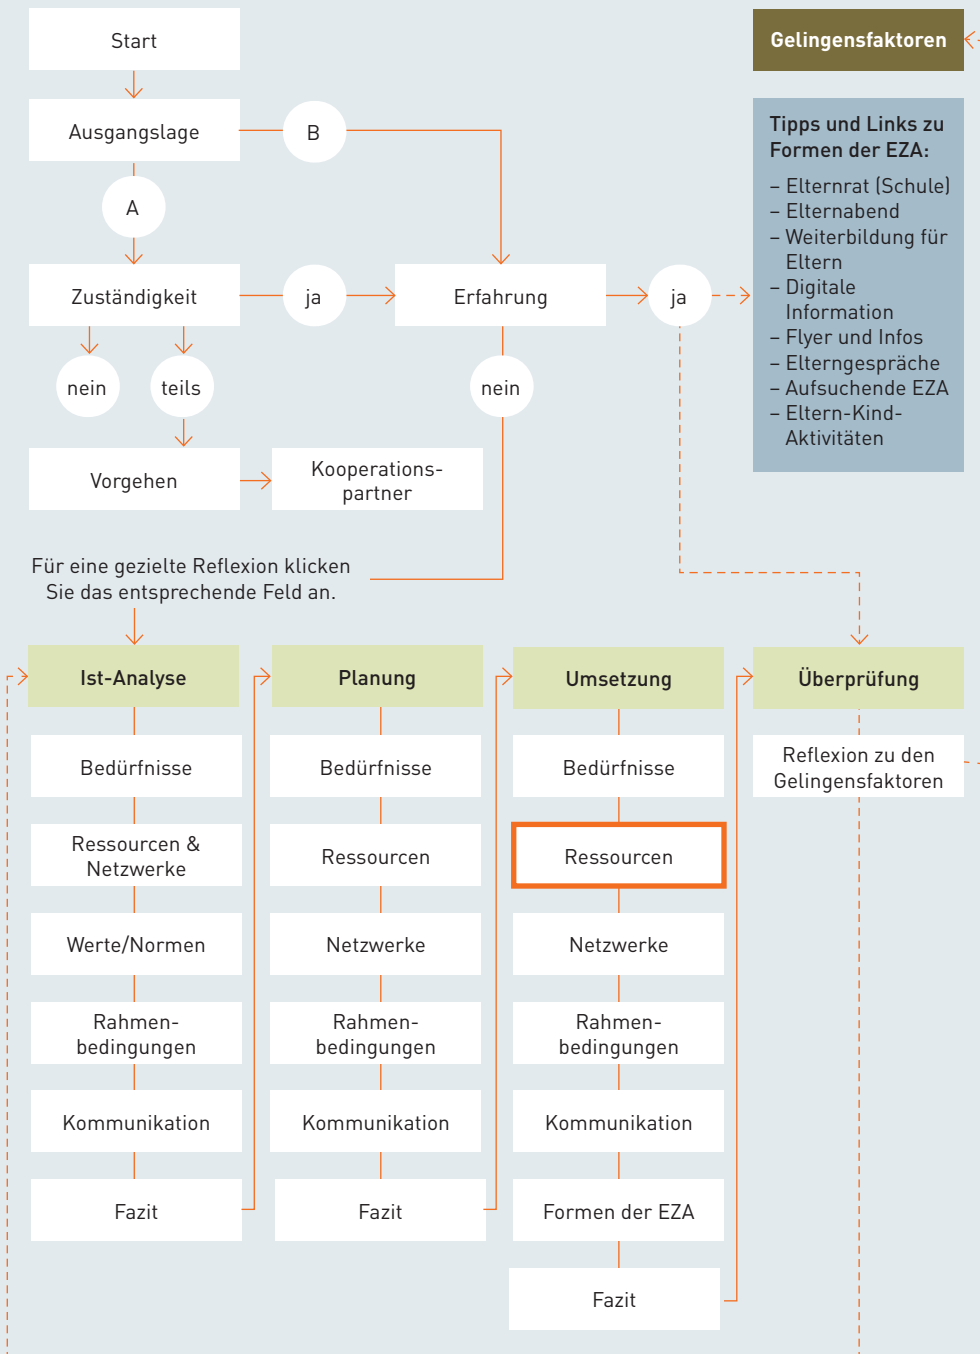 Start
Gelingensfaktoren
Ausgangslage
B
A
Tipps und Links zu
Formen der EZA:
– Elternrat (Schule)
– Elternabend
– Weiterbildung für
Eltern
– Digitale
Information
– Flyer und Infos
– Elterngespräche
– Aufsuchende EZA
– Eltern-Kind-
Aktivitäten
Zuständigkeit
ja
Erfahrung
ja
nein
teils
nein
Vorgehen
Kooperations-
partner
Für eine gezielte Reflexion klicken
Sie das entsprechende Feld an.
Ist-Analyse
Bedürfnisse
Ressourcen &
Netzwerke
Werte/Normen
Rahmen-
bedingungen
Kommunikation
Fazit
Planung
Bedürfnisse
Ressourcen
Netzwerke
Rahmen-
bedingungen
Kommunikation
Fazit
Umsetzung
Bedürfnisse
Ressourcen
Netzwerke
Rahmen-
bedingungen
Kommunikation
Formen der EZA
Fazit
Überprüfung
Reflexion zu den
Gelingensfaktoren